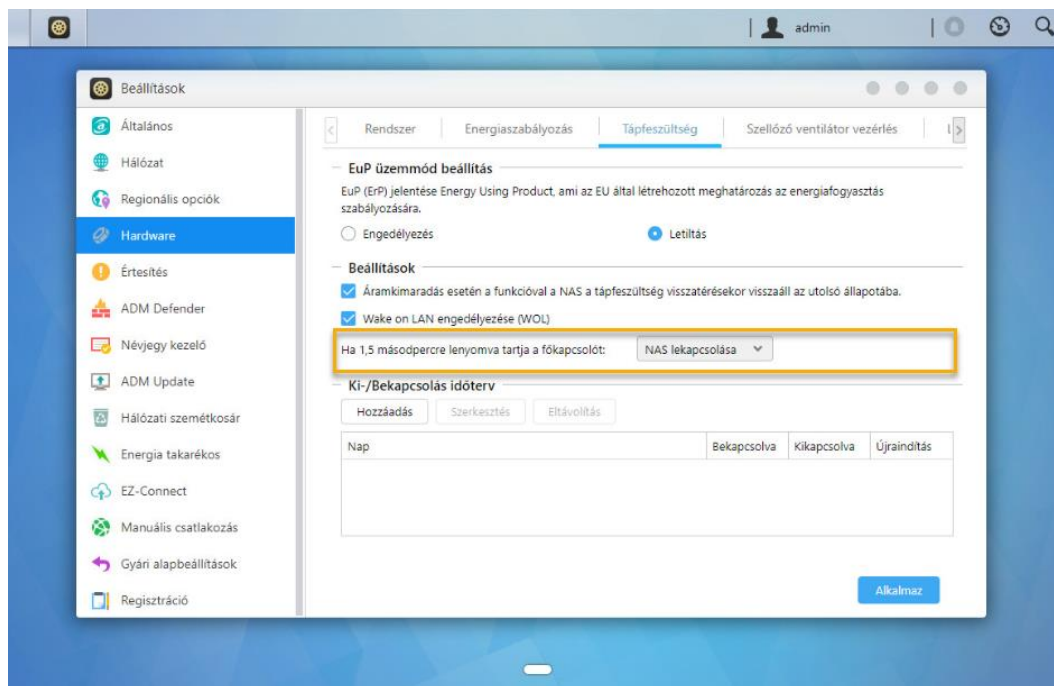 admin
Beállítások
Általános
Hálózat
Regionális opciók
Hardware
Értesítés
ADM Defender
Névjegy kezelő
ADM Update
Hálózati szemétkosár
Energia takarékos
EZ-Connect
Manuális csatlakozás
Gyári alapbeállítások
Regisztráció
Rendszer Energiaszabályozás Tápfeszültség Szellőző ventilátor vezérlés
EuP üzemmód beállítás
EuP (ErP) jelentése Energy Using Product, ami az EU által létrehozott meghatározás az energiafogyasztás
szabályozására.
Engedélyezés Letiltás
Beállítások
Áramkimaradás esetén a funkcióval a NAS a tápfeszültség visszatérésekor visszaáll az utolsó állapotába.
Wake on LAN engedélyezése (WOL)
Ha 1,5 másodpercre lenyomva tartja a főkapcsolót: NAS lekapcsolása
Ki-/Bekapcsolás időterv
Hozzáadás Szerkesztés Eltávolítás
Nap Bekapcsolva Kikapcsolva Újraindítás
Alkalmaz